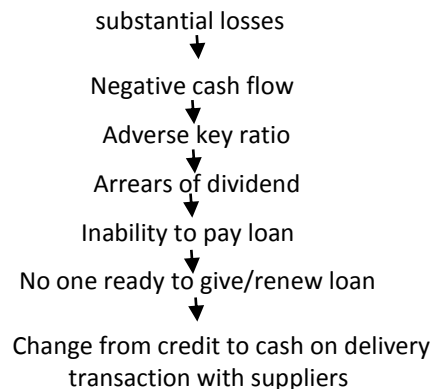 substantial losses
Negative cash flow
Adverse key ratio
Arrears of dividend
Inability to pay loan
No one ready to give/renew loan
Change from credit to cash on delivery
transaction with suppliers